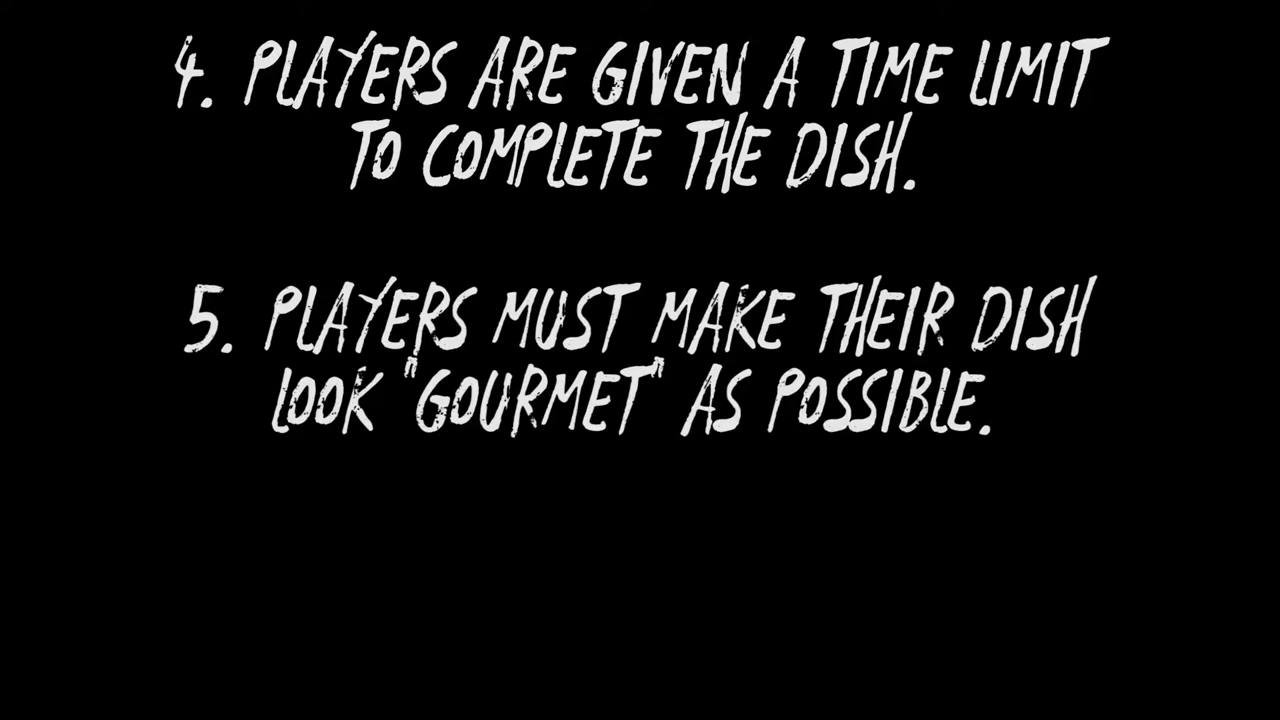 4. PLAYERS ARE GIVEN A TIME LIMIT
TO COMPLETE THE DISH.
5. PLAYERS MUST MAKE THEIR DISH
LOOK "GOURMET" AS POSSIBLE.